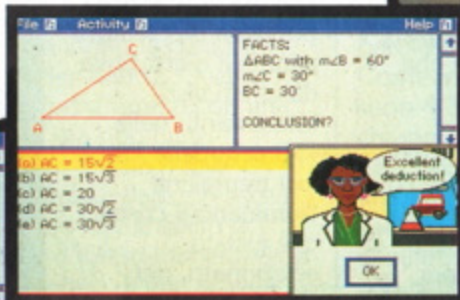 File Activity Help
C
A B
FACTS:
△ABC with m∠B = 60°
m∠C = 30°
BC = 30
CONCLUSION?
(a) AC = 15√2
(b) AC = 15√3
(c) AC = 20
(d) AC = 30√2
(e) AC = 30√3
Excellent
deduction!
OK